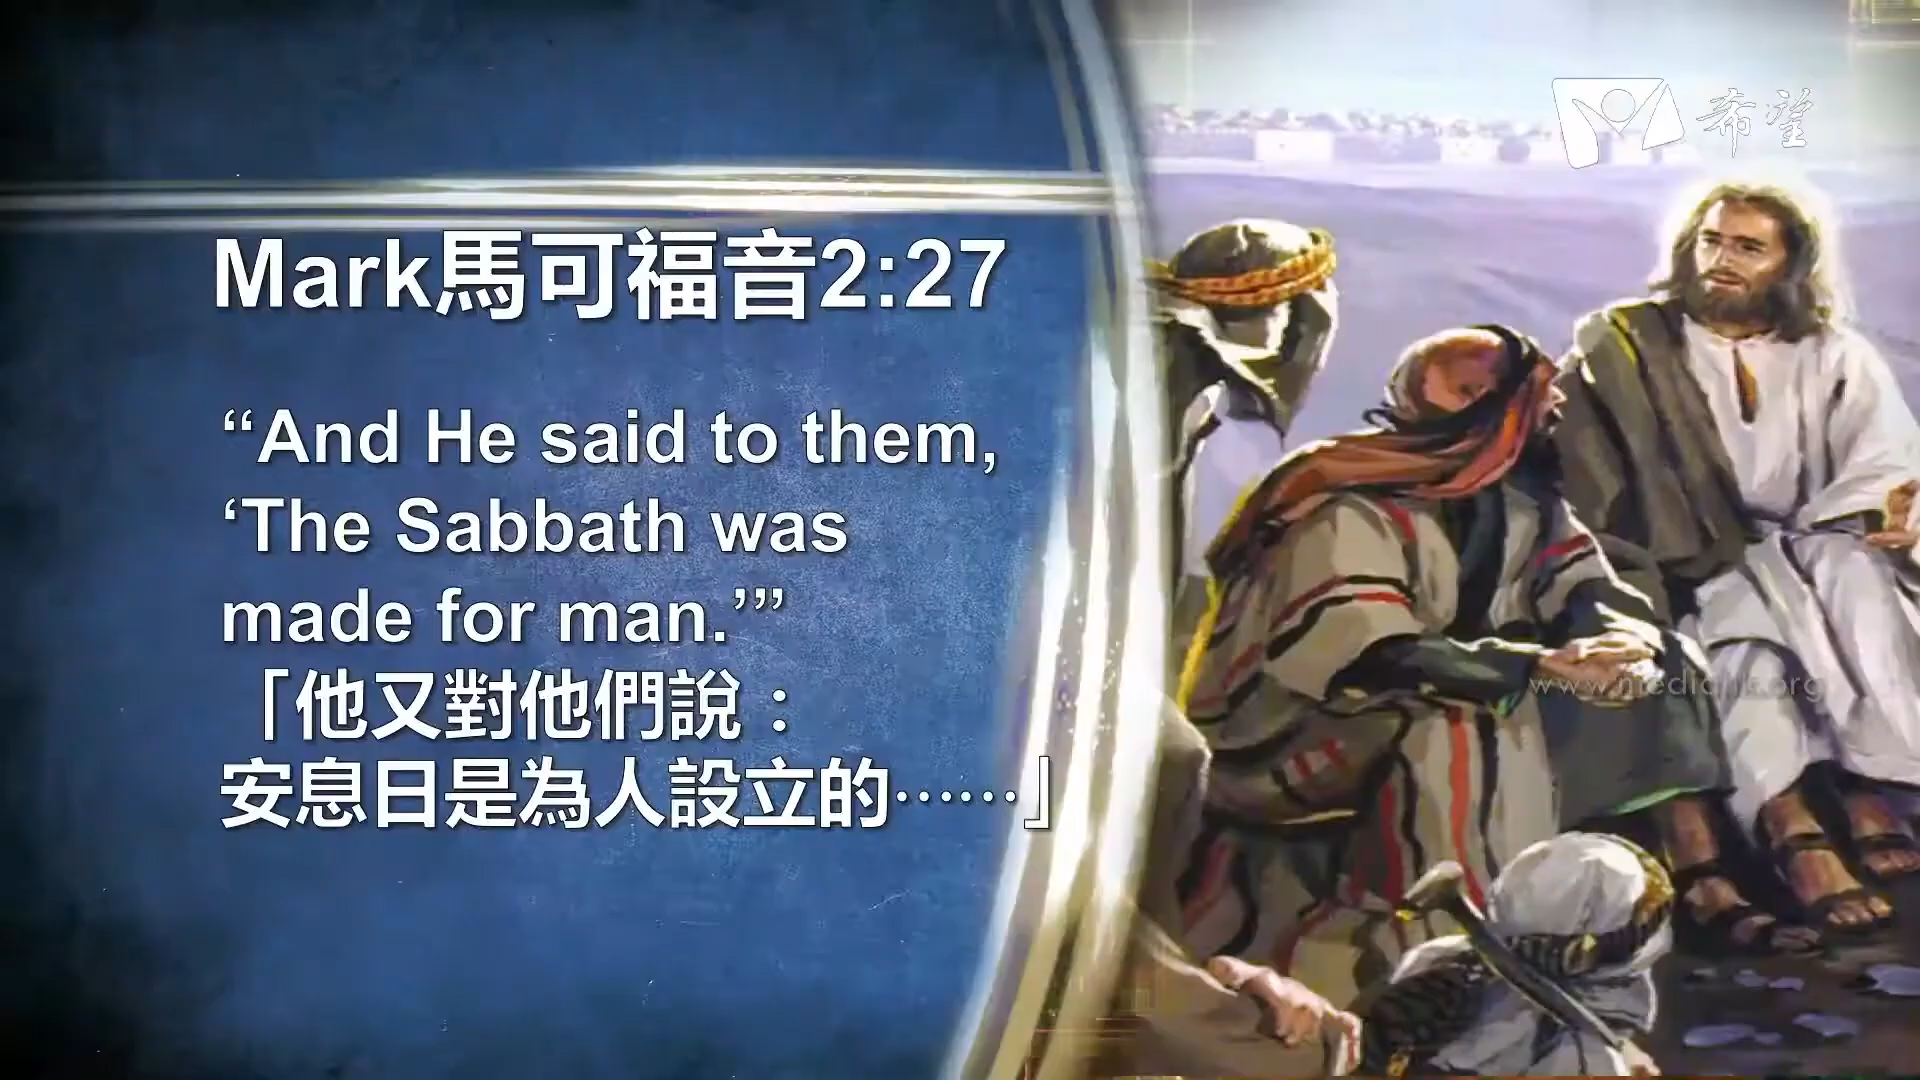 希望
Mark馬可福音2:27
“And He said to them,
‘The Sabbath was
made for man.’”
「他又對他們說：
安息日是為人設立的……」